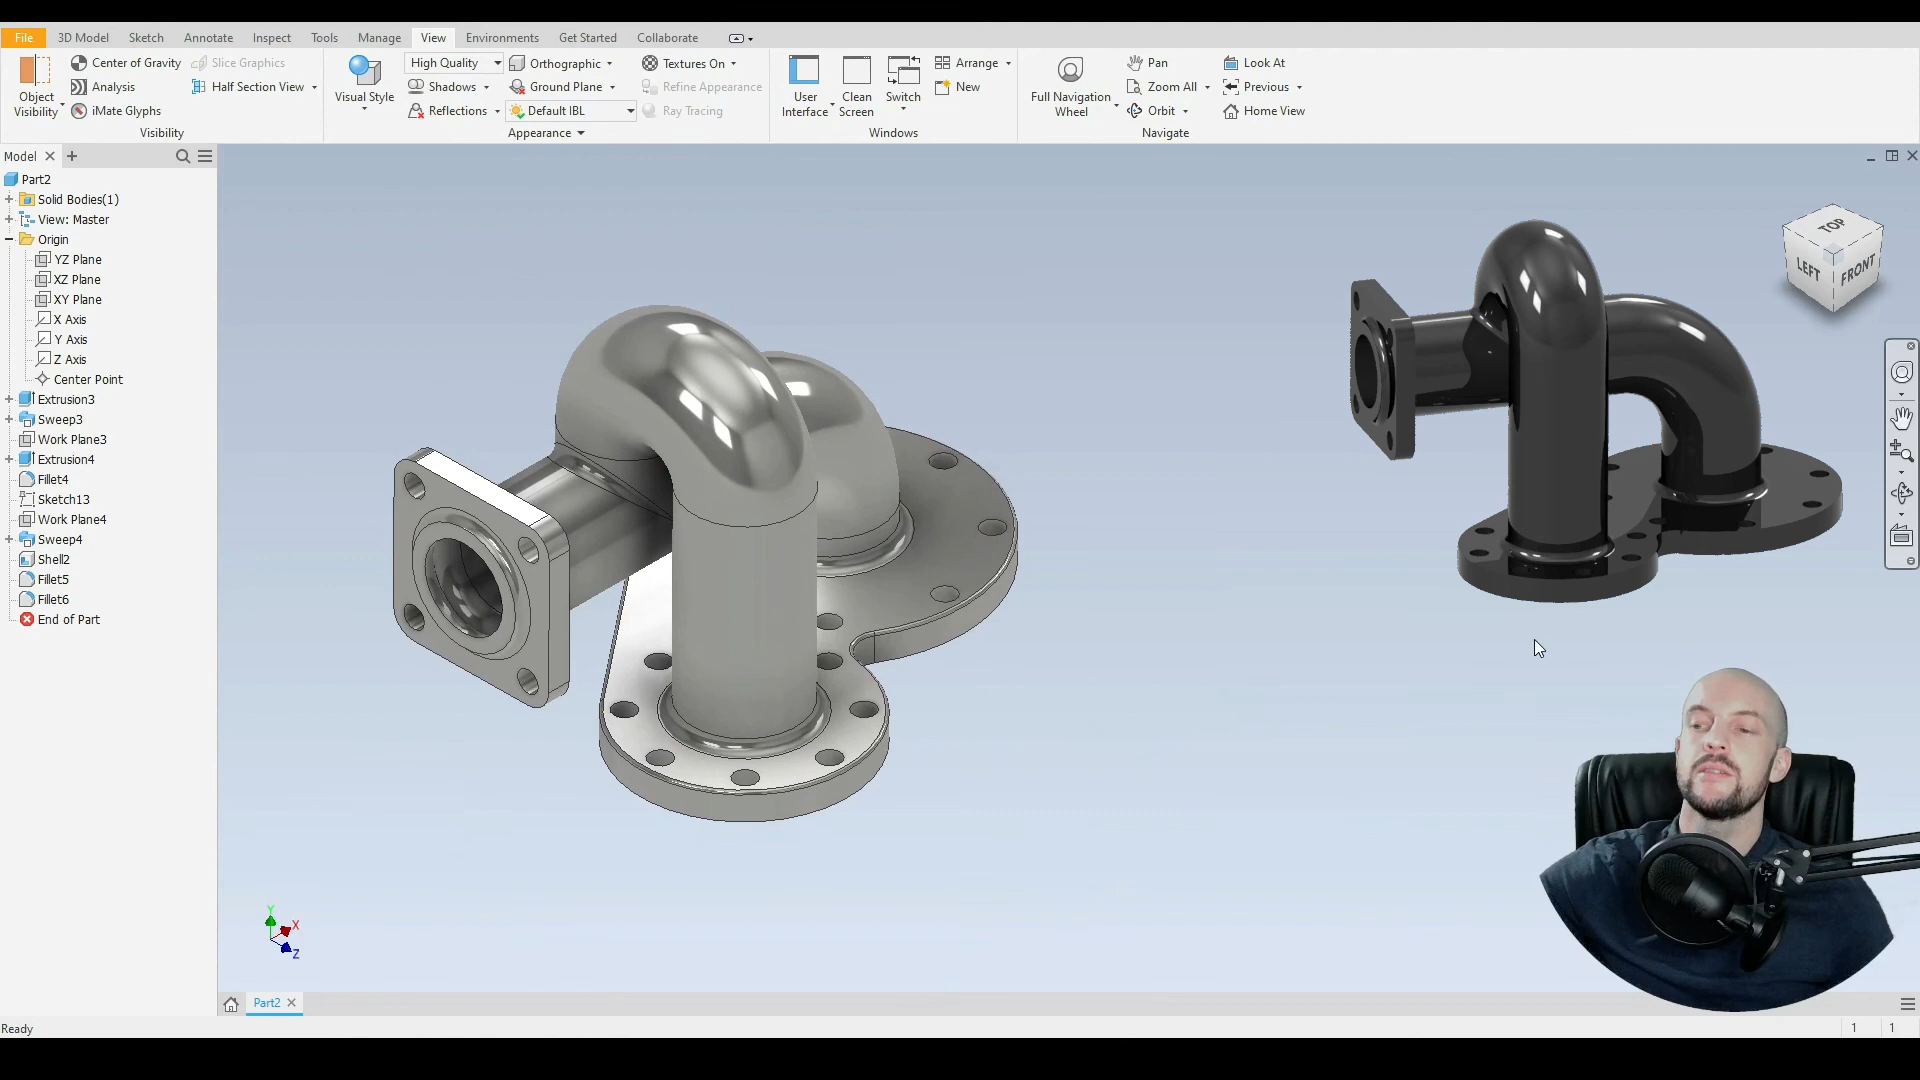 File 3D Model Sketch Annotate Inspect Tools Manage View Environments Get Started Collaborate
Object Visibility
Center of Gravity
Analysis
iMate Glyphs
Slice Graphics
Half Section View
Visibility
Visual Style
High Quality
Shadows
Reflections
Orthographic
Ground Plane
Default IBL
Textures On
Refine Appearance
Ray Tracing
Appearance
User Interface
Clean Screen
Switch
Arrange
New
Windows
Full Navigation Wheel
Pan
Zoom All
Orbit
Look At
Previous
Home View
Navigate
Model
Part2
Solid Bodies(1)
View: Master
Origin
YZ Plane
XZ Plane
XY Plane
X Axis
Y Axis
Z Axis
Center Point
Extrusion3
Sweep3
Work Plane3
Extrusion4
Fillet4
Sketch13
Work Plane4
Sweep4
Shell2
Fillet5
Fillet6
End of Part
TOP
LEFT
FRONT
Y
X
Z
Part2
Ready
1 1